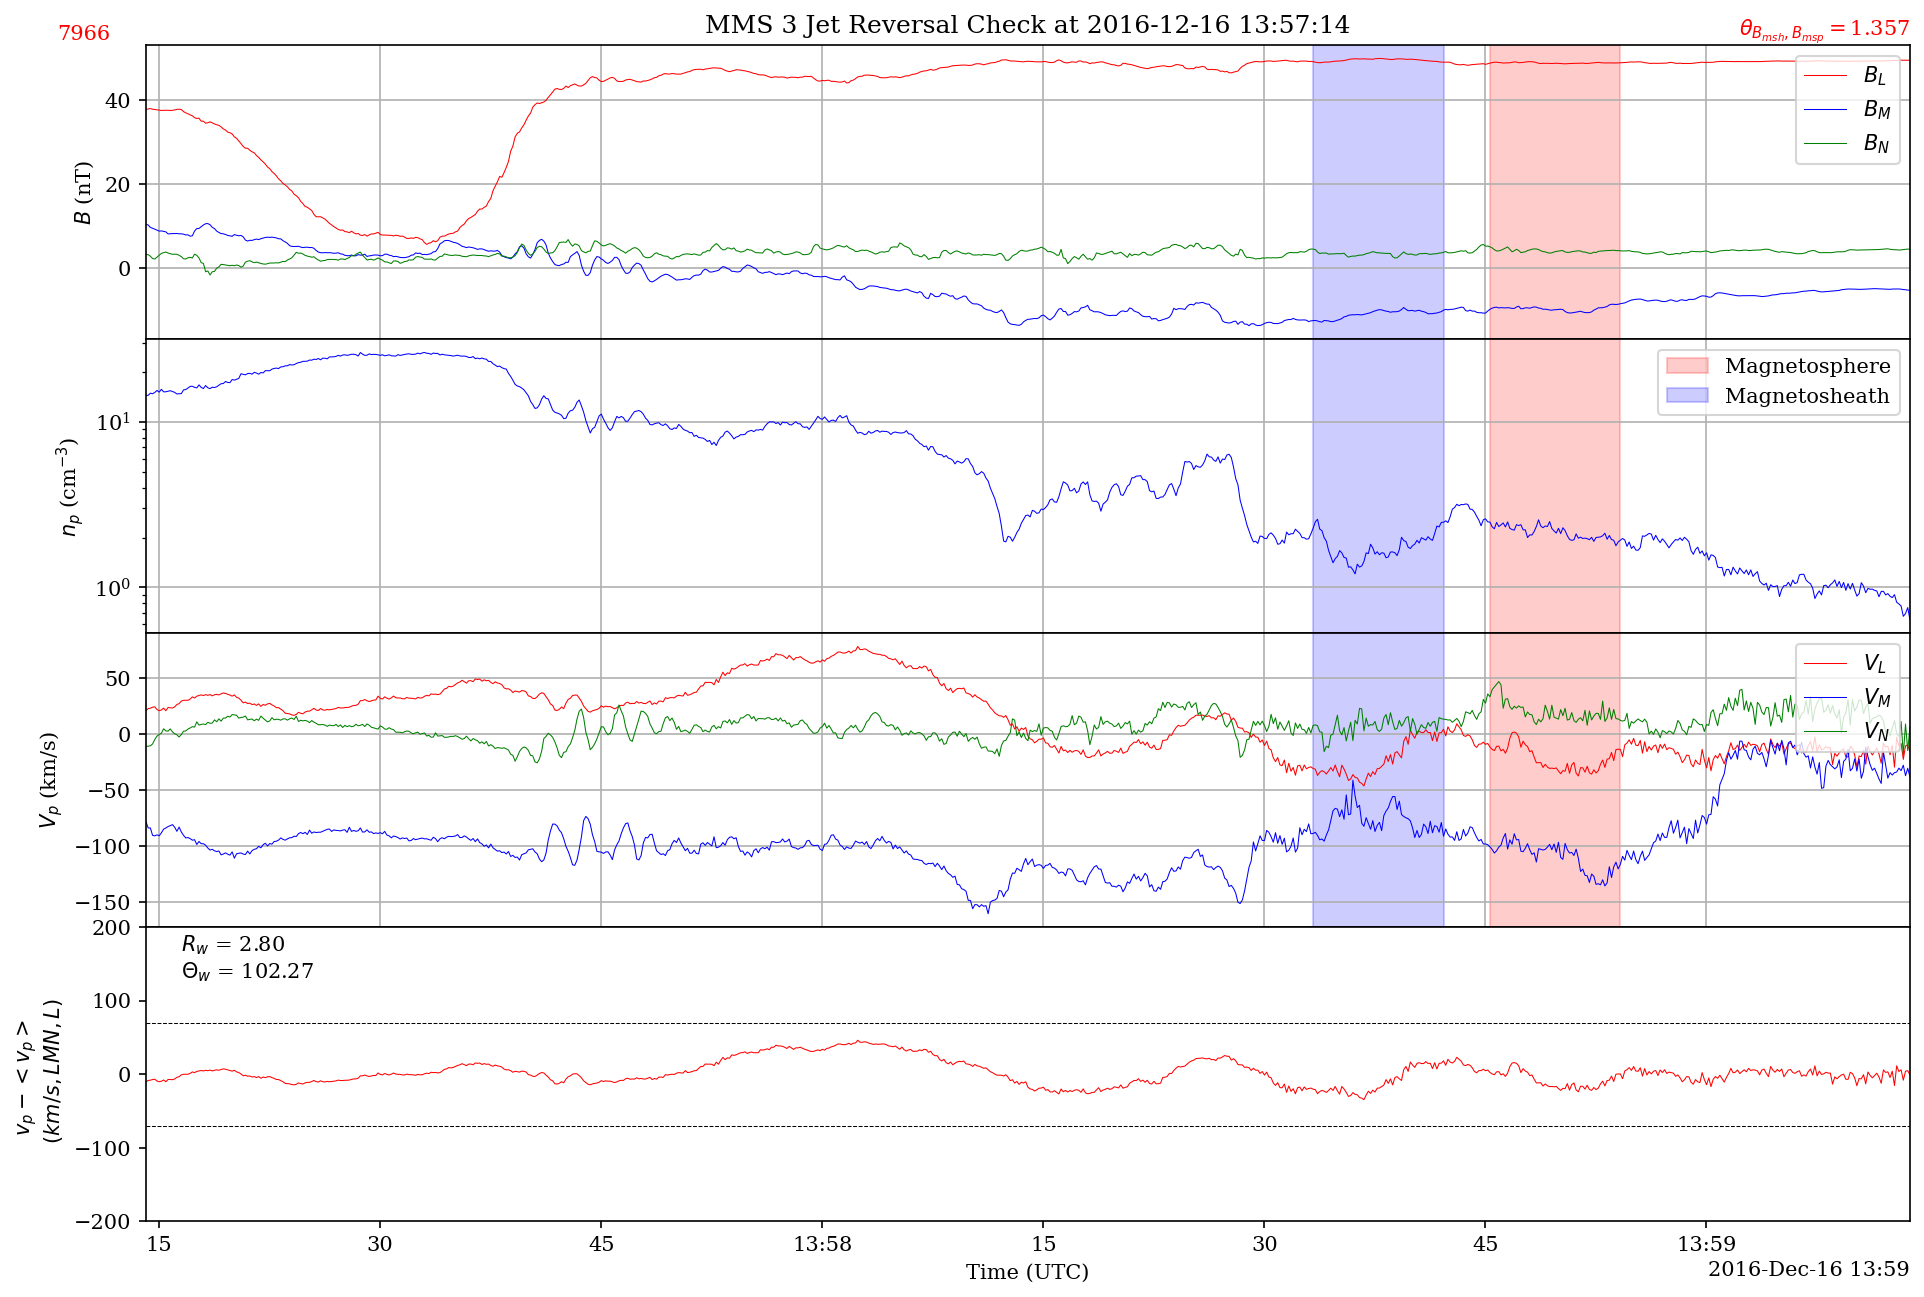 7966
MMS 3 Jet Reversal Check at 2016-12-16 13:57:14
θ_{B_{msh}, B_{msp}} = 1.357
B (nT)
40
20
0
B_L
B_M
B_N
n_p (cm^{−3})
10^1
10^0
Magnetosphere
Magnetosheath
V_p (km/s)
50
0
−50
−100
−150
V_L
V_M
V_N
v_p − < v_p >
(km/s, LMN, L)
200
100
0
−100
−200
R_w = 2.80
Θ_w = 102.27
15
30
45
13:58
15
30
45
13:59
Time (UTC)
2016-Dec-16 13:59